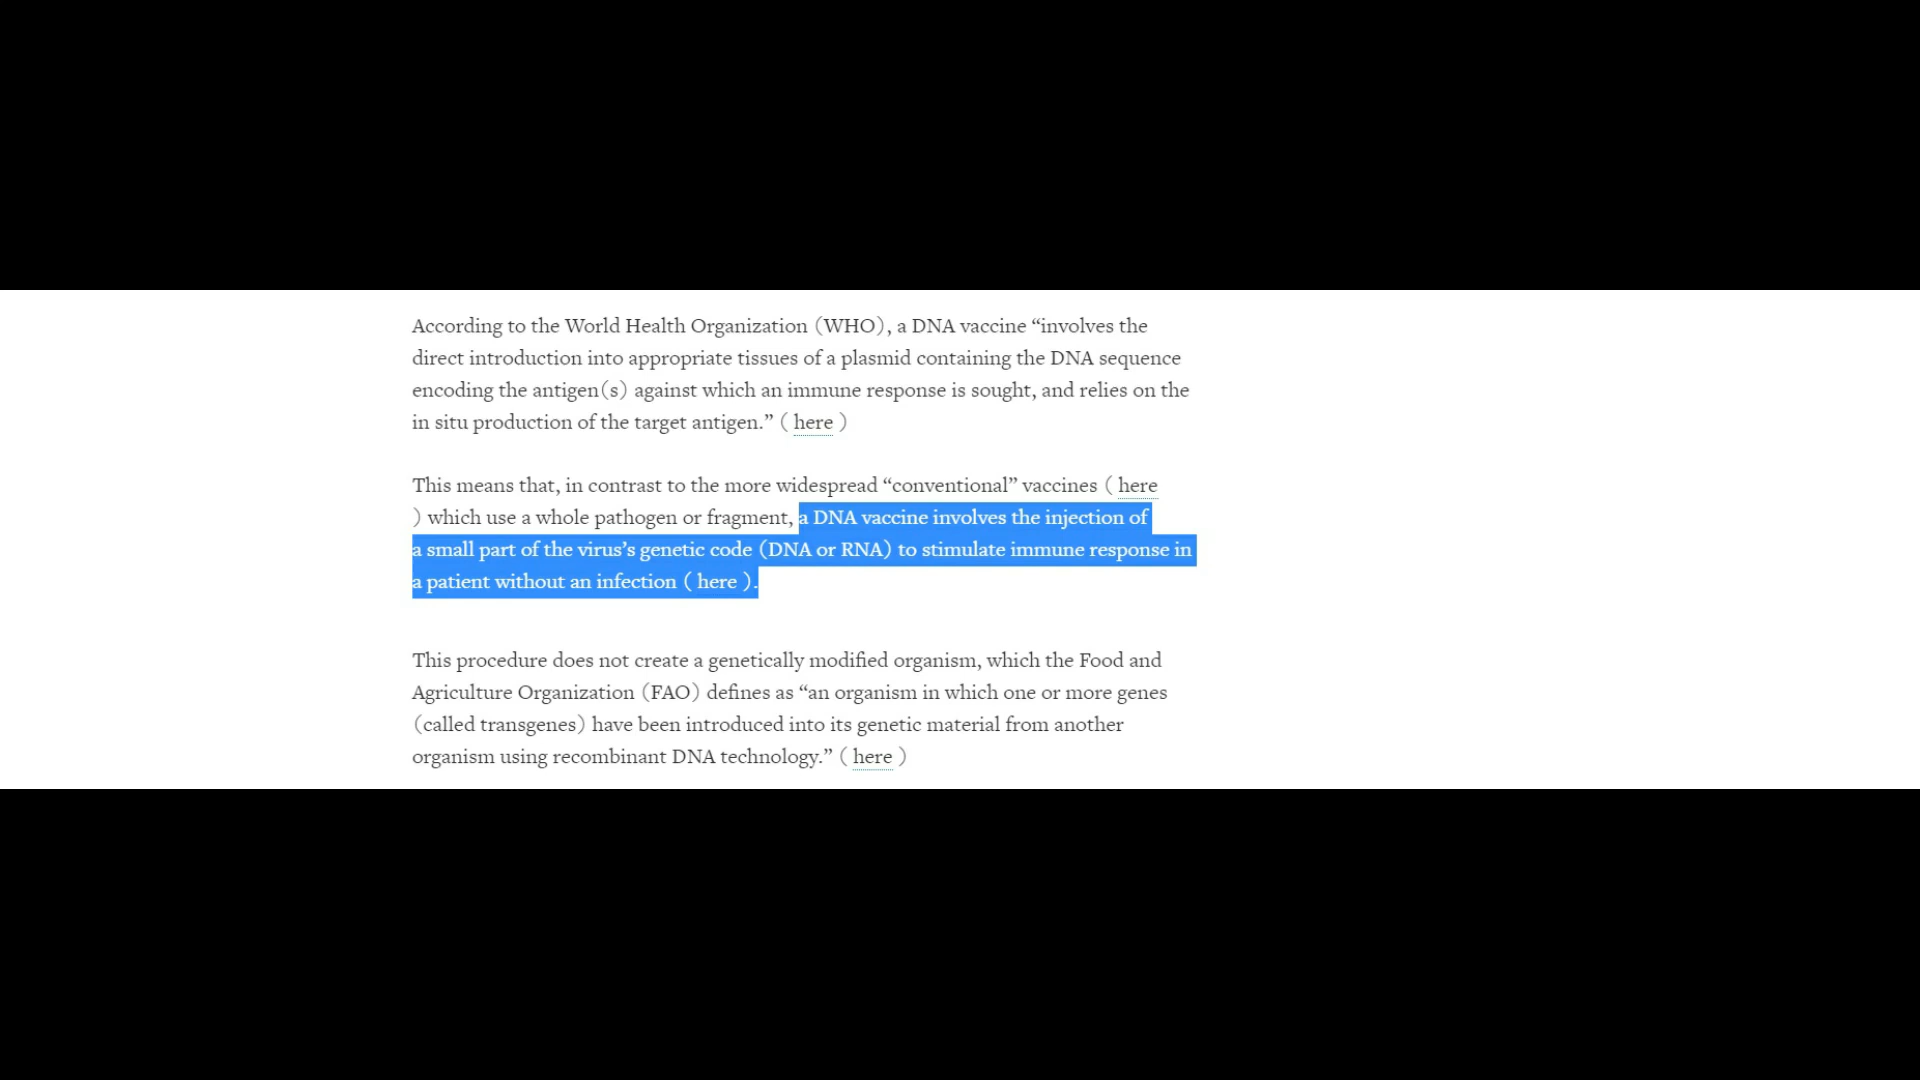 According to the World Health Organization (WHO), a DNA vaccine “involves the
direct introduction into appropriate tissues of a plasmid containing the DNA sequence
encoding the antigen(s) against which an immune response is sought, and relies on the
in situ production of the target antigen.” ( here )
This means that, in contrast to the more widespread “conventional” vaccines ( here
) which use a whole pathogen or fragment, a DNA vaccine involves the injection of
a small part of the virus’s genetic code (DNA or RNA) to stimulate immune response in
a patient without an infection ( here ).
This procedure does not create a genetically modified organism, which the Food and
Agriculture Organization (FAO) defines as “an organism in which one or more genes
(called transgenes) have been introduced into its genetic material from another
organism using recombinant DNA technology.” ( here )